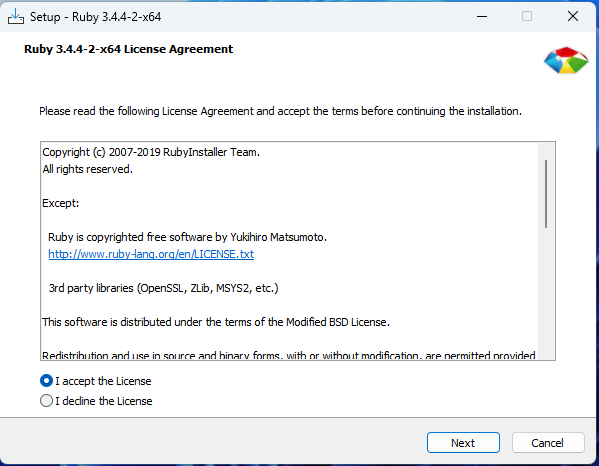 Setup - Ruby 3.4.4-2-x64
Ruby 3.4.4-2-x64 License Agreement
Please read the following License Agreement and accept the terms before continuing the installation.
Copyright (c) 2007-2019 RubyInstaller Team.
All rights reserved.
Except:
Ruby is copyrighted free software by Yukihiro Matsumoto.
http://www.ruby-lang.org/en/LICENSE.txt
3rd party libraries (OpenSSL, ZLib, MSYS2, etc.)
This software is distributed under the terms of the Modified BSD License.
Redistribution and use in source and binary forms, with or without modification, are permitted provided
I accept the License
I decline the License
Next
Cancel